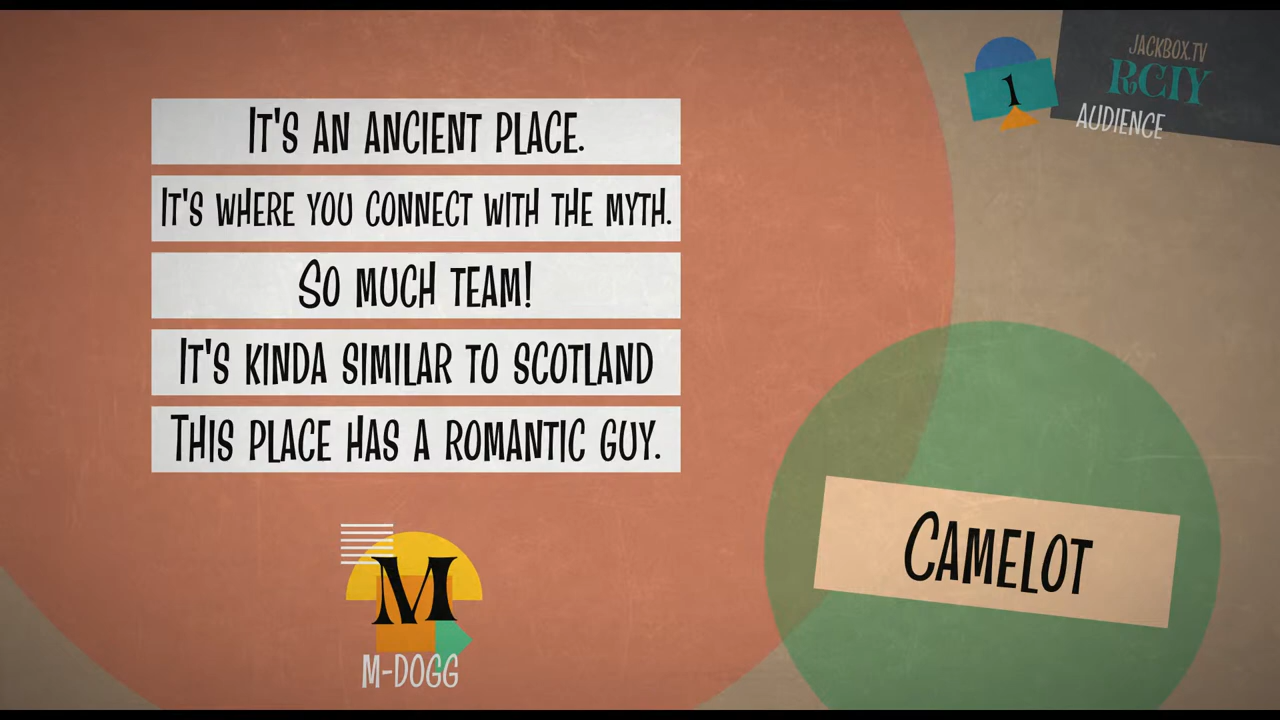 It's an ancient place.
It's where you connect with the myth.
So much team!
It's kinda similar to Scotland
This place has a romantic guy.
M
M-DOGG
1
JACKBOX.TV
RCIY
AUDIENCE
Camelot